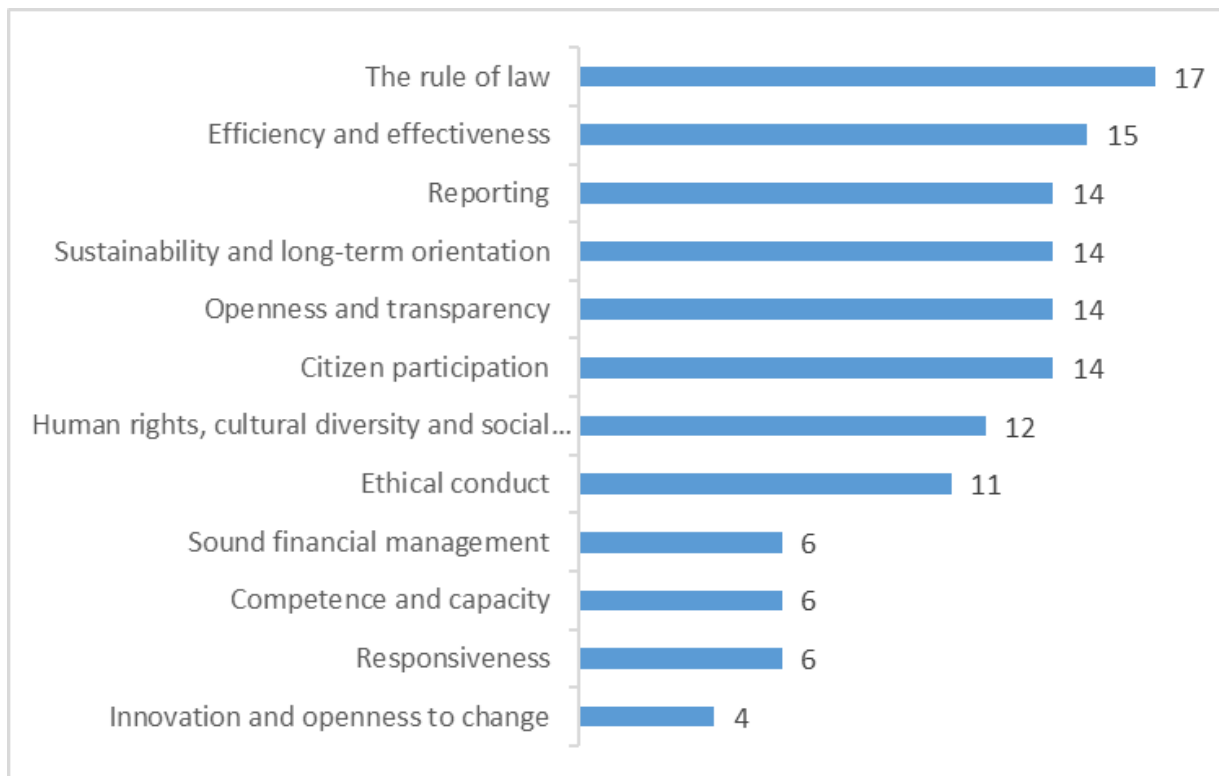 The rule of law 17
Efficiency and effectiveness 15
Reporting 14
Sustainability and long-term orientation 14
Openness and transparency 14
Citizen participation 14
Human rights, cultural diversity and social... 12
Ethical conduct 11
Sound financial management 6
Competence and capacity 6
Responsiveness 6
Innovation and openness to change 4